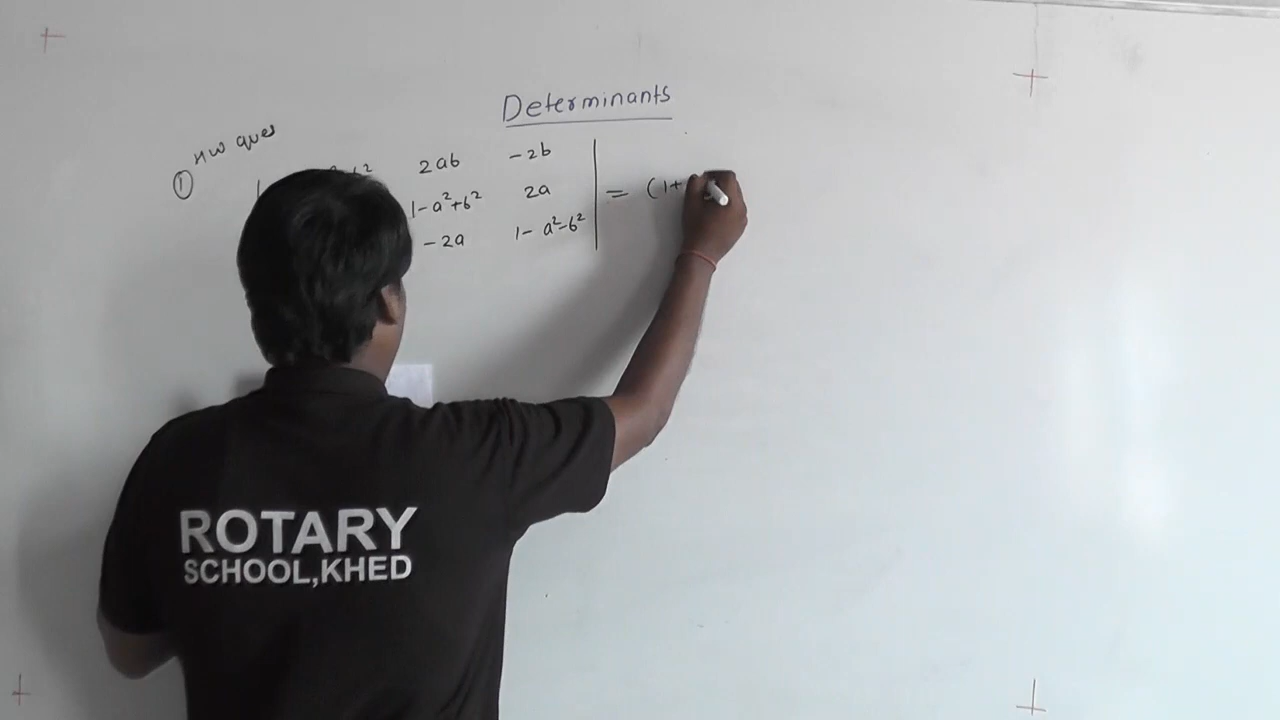 Determinants
HW Ques
①
2ab -2b
1-a²+b² 2a = (1+
-2a 1-a²-b²
ROTARY
SCHOOL,KHED